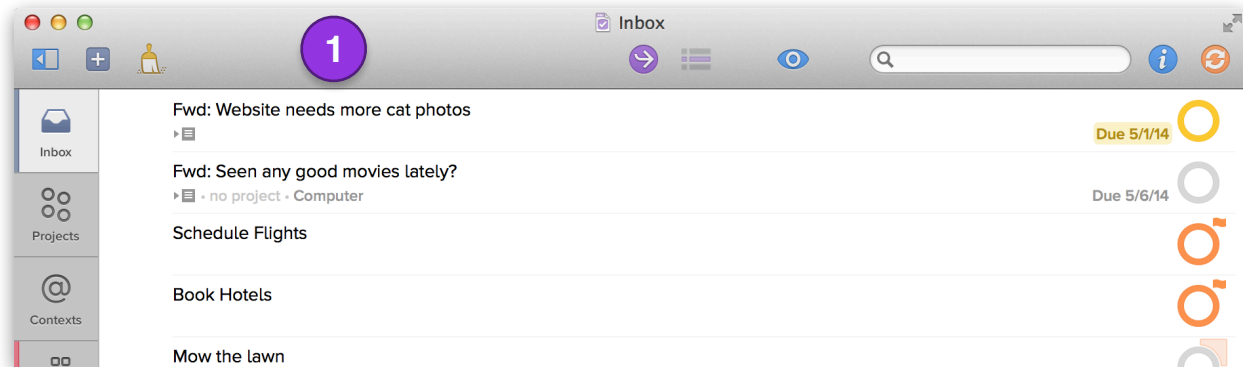 Inbox
1
Inbox
Projects
Contexts
Fwd: Website needs more cat photos
Due 5/1/14
Fwd: Seen any good movies lately?
• no project • Computer
Due 5/6/14
Schedule Flights
Book Hotels
Mow the lawn